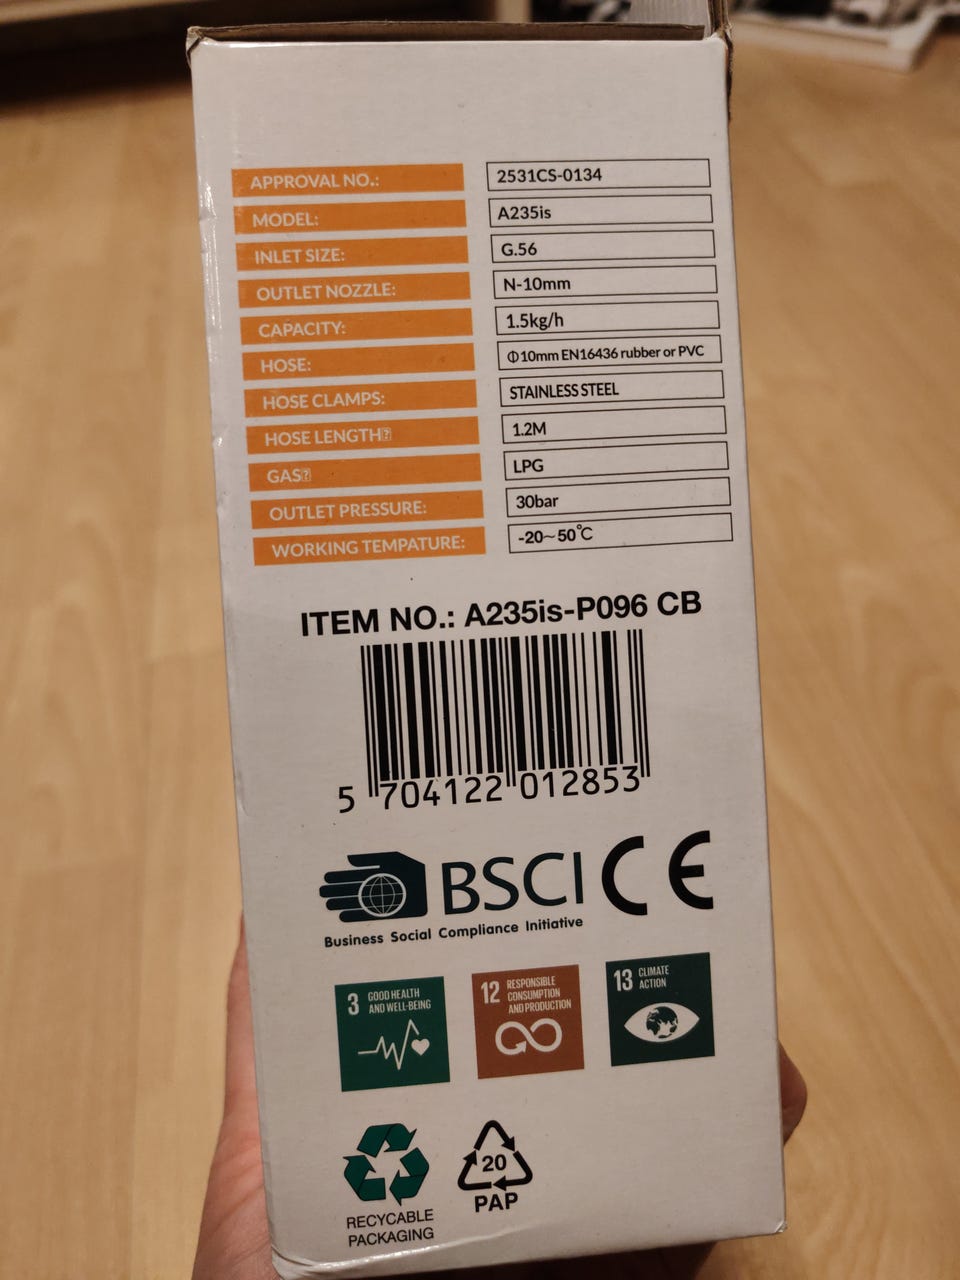 APPROVAL NO.: 2531CS-0134
MODEL: A235is
INLET SIZE: G.56
OUTLET NOZZLE: N-10mm
CAPACITY: 1.5kg/h
HOSE: Φ10mm EN16436 rubber or PVC
HOSE CLAMPS: STAINLESS STEEL
HOSE LENGTH⍰ 1.2M
GAS⍰ LPG
OUTLET PRESSURE: 30bar
WORKING TEMPATURE: -20~50℃
ITEM NO.: A235is-P096 CB
5 704122 012853
BSCI CE
Business Social Compliance Initiative
3 GOOD HEALTH
AND WELL-BEING
12 RESPONSIBLE
CONSUMPTION
AND PRODUCTION
13 CLIMATE
ACTION
20
PAP
RECYCABLE
PACKAGING